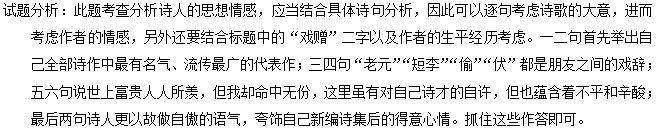 试题分析：此题考查分析诗人的思想情感，应当结合具体诗句分析，因此可以逐句考虑诗歌的大意，进而
考虑作者的情感，另外还要结合标题中的“戏赠”二字以及作者的生平经历考虑。一二句首先举出自
己全部诗作中最有名气、流传最广的代表作；三四句“老元”“短李”“偷”“伏”都是朋友之间的戏辞；
五六句说世上富贵人人所羡，但我却命中无份，这里虽有对自己诗才的自许，但也蕴含着不平和辛酸；
最后两句诗人更以故做自傲的语气，夸饰自己新编诗集后的得意心情。抓住这些作答即可。